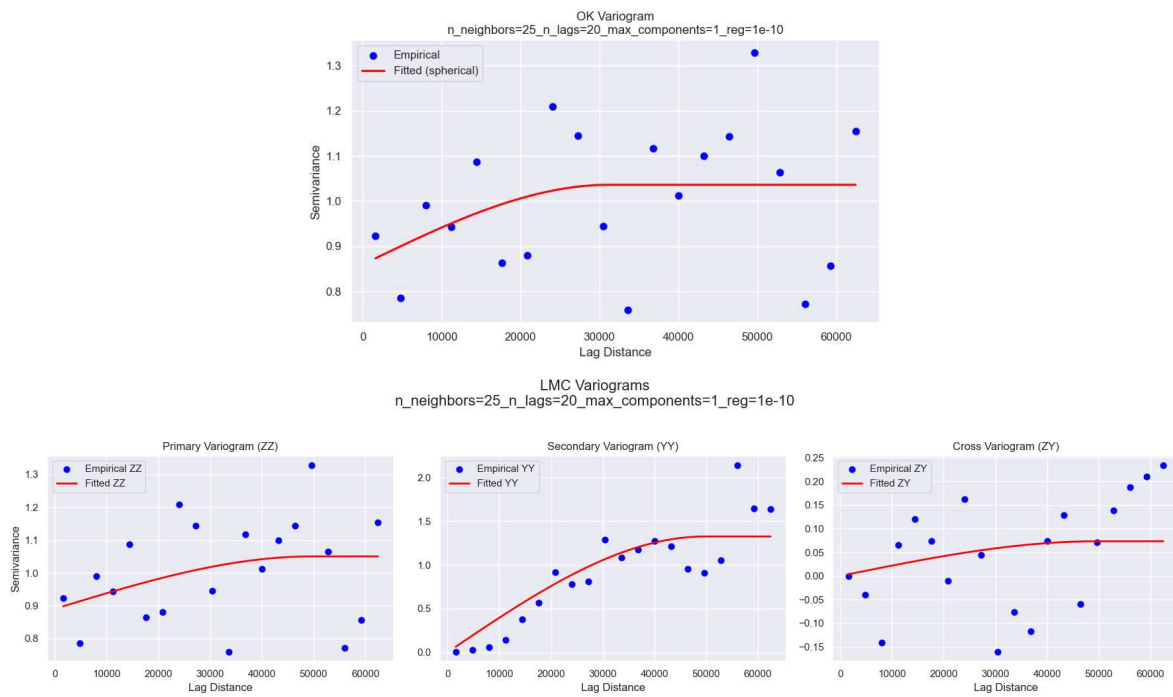 OK Variogram
n_neighbors=25_n_lags=20_max_components=1_reg=1e-10
Empirical
Fitted (spherical)
1.3
1.2
1.1
1.0
0.9
0.8
Semivariance
0 10000 20000 30000 40000 50000 60000
Lag Distance
LMC Variograms
n_neighbors=25_n_lags=20_max_components=1_reg=1e-10
Primary Variogram (ZZ)
Empirical ZZ
Fitted ZZ
1.3
1.2
1.1
1.0
0.9
0.8
Semivariance
0 10000 20000 30000 40000 50000 60000
Lag Distance
Secondary Variogram (YY)
Empirical YY
Fitted YY
2.0
1.5
1.0
0.5
0.0
0 10000 20000 30000 40000 50000 60000
Lag Distance
Cross Variogram (ZY)
Empirical ZY
Fitted ZY
0.25
0.20
0.15
0.10
0.05
0.00
−0.05
−0.10
−0.15
0 10000 20000 30000 40000 50000 60000
Lag Distance